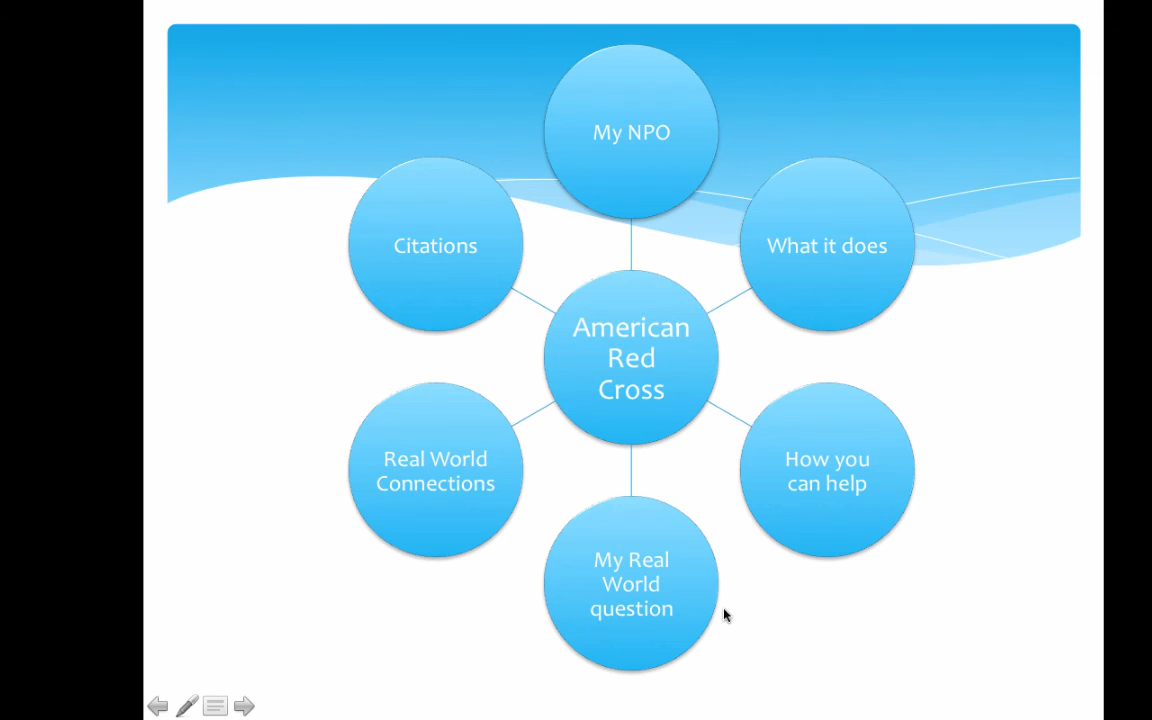 My NPO
Citations
What it does
American
Red
Cross
Real World
Connections
How you
can help
My Real
World
question